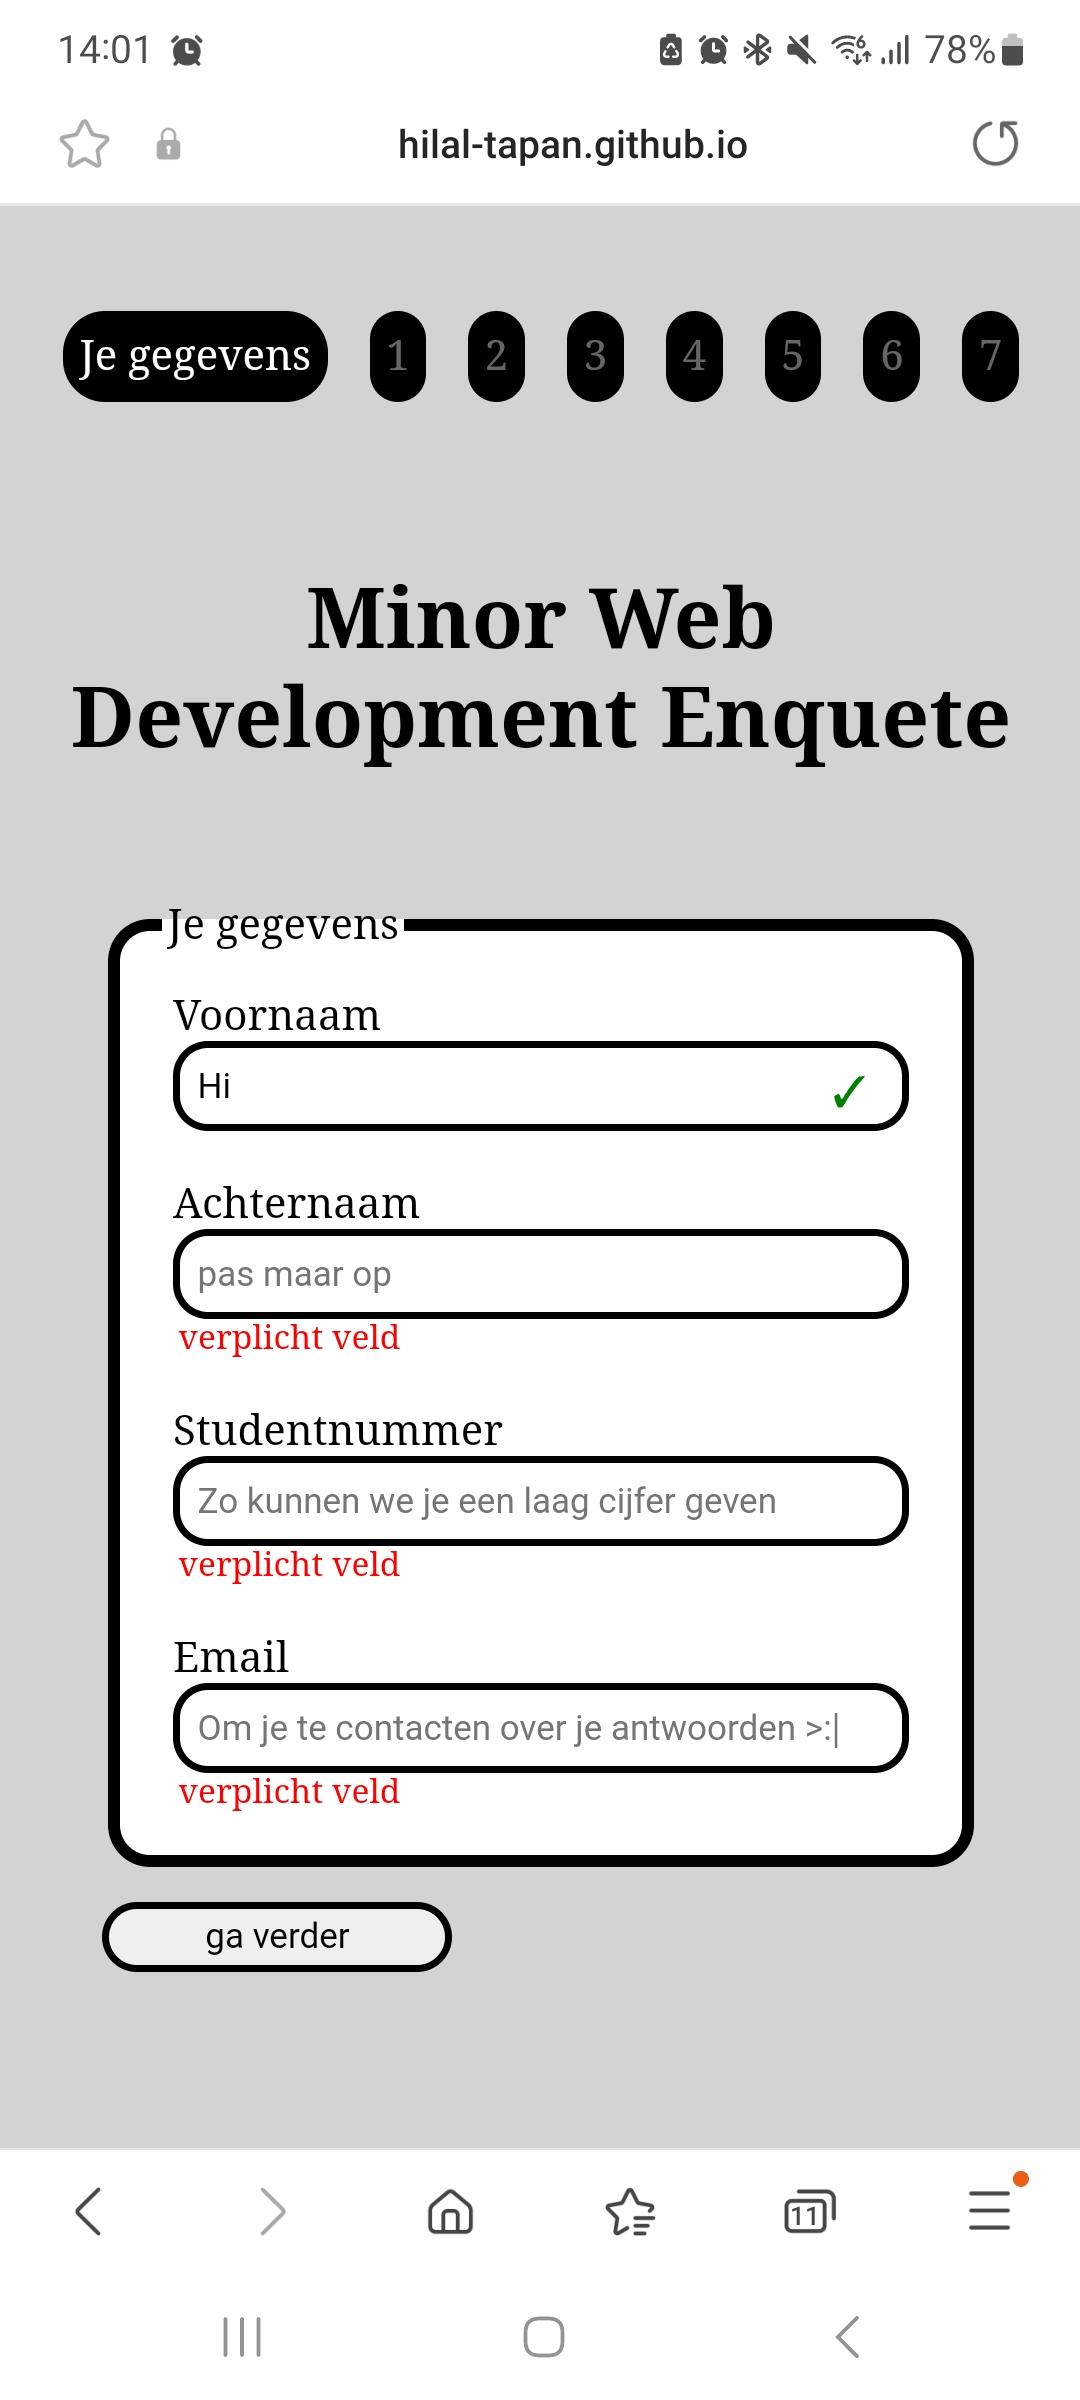 14:01
78%
hilal-tapan.github.io
Je gegevens 1 2 3 4 5 6 7
Minor Web
Development Enquete
Je gegevens
Voornaam
Hi ✓
Achternaam
pas maar op
verplicht veld
Studentnummer
Zo kunnen we je een laag cijfer geven
verplicht veld
Email
Om je te contacten over je antwoorden >:|
verplicht veld
ga verder
11